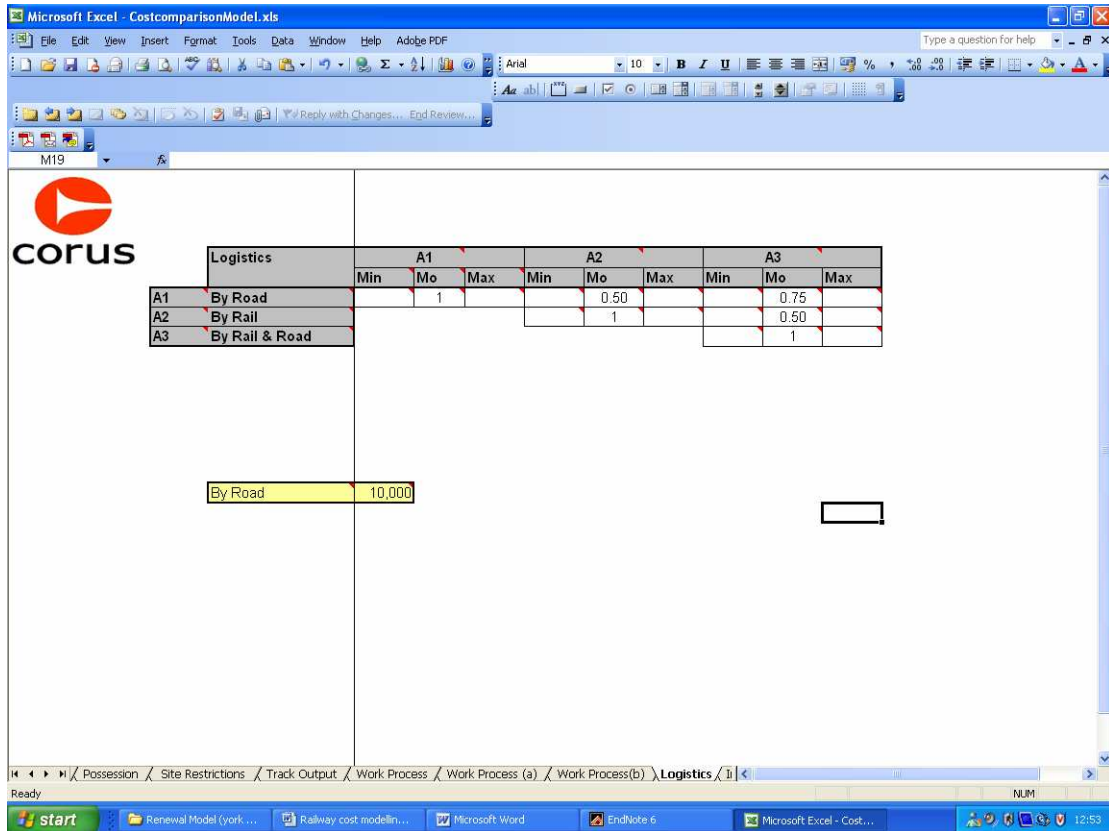 Microsoft Excel - CostcomparisonModel.xls
File Edit View Insert Format Tools Data Window Help Adobe PDF Type a question for help
Arial 10 B I U
Reply with Changes... End Review...
M19 fx
corus
Logistics A1 A2 A3
Min Mo Max Min Mo Max Min Mo Max
A1 By Road 1 0.50 0.75
A2 By Rail 1 0.50
A3 By Rail & Road 1
By Road 10,000
Possession / Site Restrictions / Track Output / Work Process / Work Process (a) / Work Process(b) \ Logistics /
Ready NUM
start Renewal Model (york ... Railway cost modellin... Microsoft Word EndNote 6 Microsoft Excel - Cost... 12:53